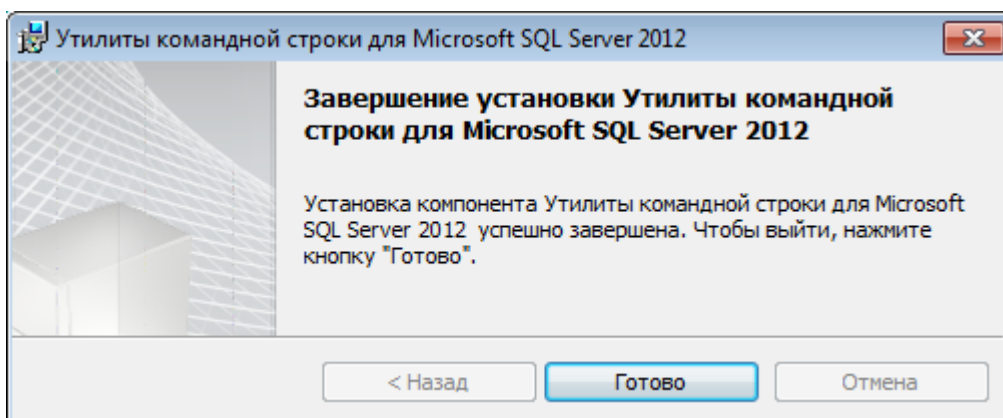 Утилиты командной строки для Microsoft SQL Server 2012
Завершение установки Утилиты командной
строки для Microsoft SQL Server 2012
Установка компонента Утилиты командной строки для Microsoft
SQL Server 2012 успешно завершена. Чтобы выйти, нажмите
кнопку "Готово".
< Назад
Готово
Отмена